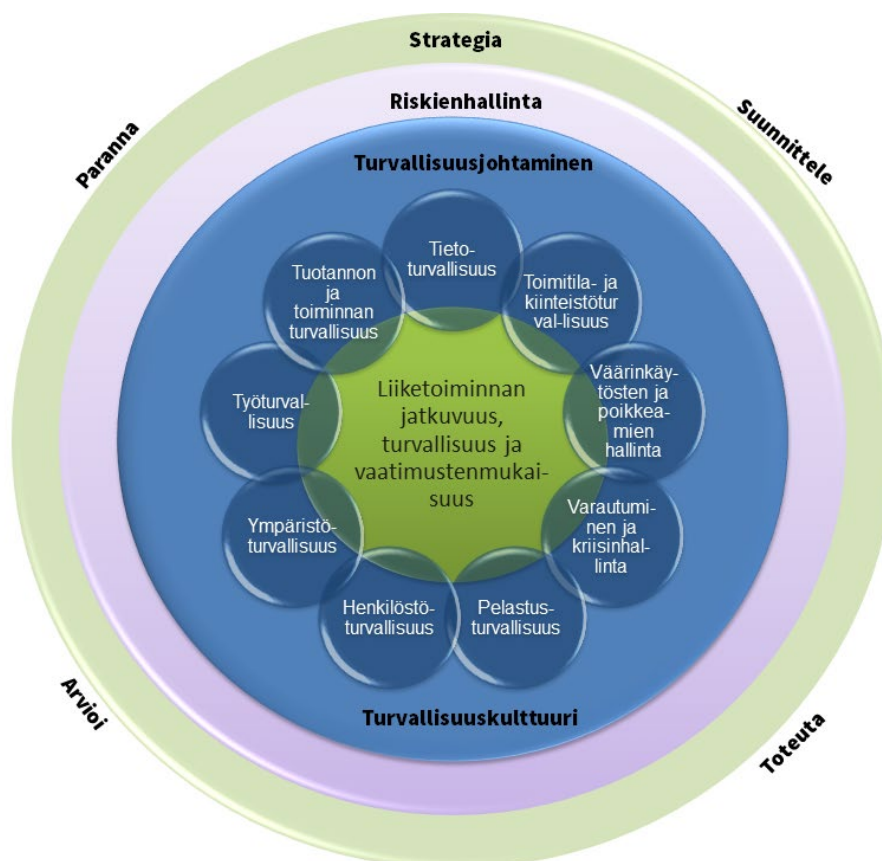 Strategia
Suunnittele
Toteuta
Arvioi
Paranna
Riskienhallinta
Turvallisuusjohtaminen
Tieto-
turvallisuus
Toimitila- ja
kiinteistötur
val-lisuus
Väärinkäy-
tösten ja
poikkea-
mien
hallinta
Varautumi-
nen ja
kriisinhal-
linta
Pelastus-
turvallisuus
Henkilöstö-
turvallisuus
Ympäristö-
turvallisuus
Työturval-
lisuus
Tuotannon
ja
toiminnan
turvallisuus
Liiketoiminnan
jatkuvuus,
turvallisuus ja
vaatimustenmukai-
suus
Turvallisuuskulttuuri